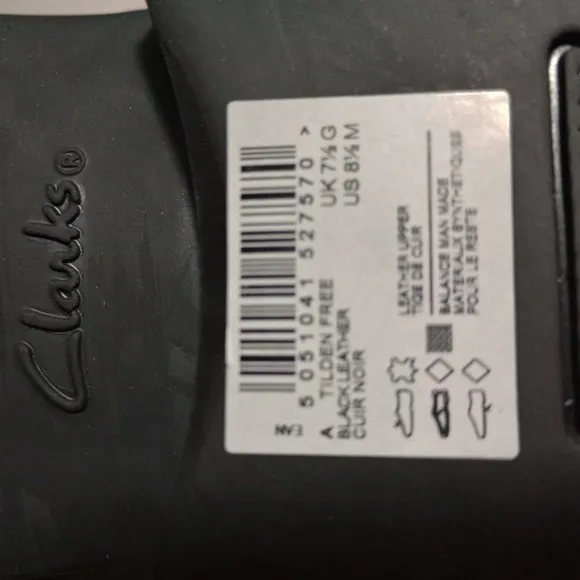 Clarks®
5 051041 527570 >
A TILDEN FREE UK 7½ G
BLACK LEATHER US 8½ M
CUIR NOIR
LEATHER UPPER
TIGE DE CUIR
BALANCE MAN MADE
MATERIAUX SYNTHETIQUES
POUR LE RESTE